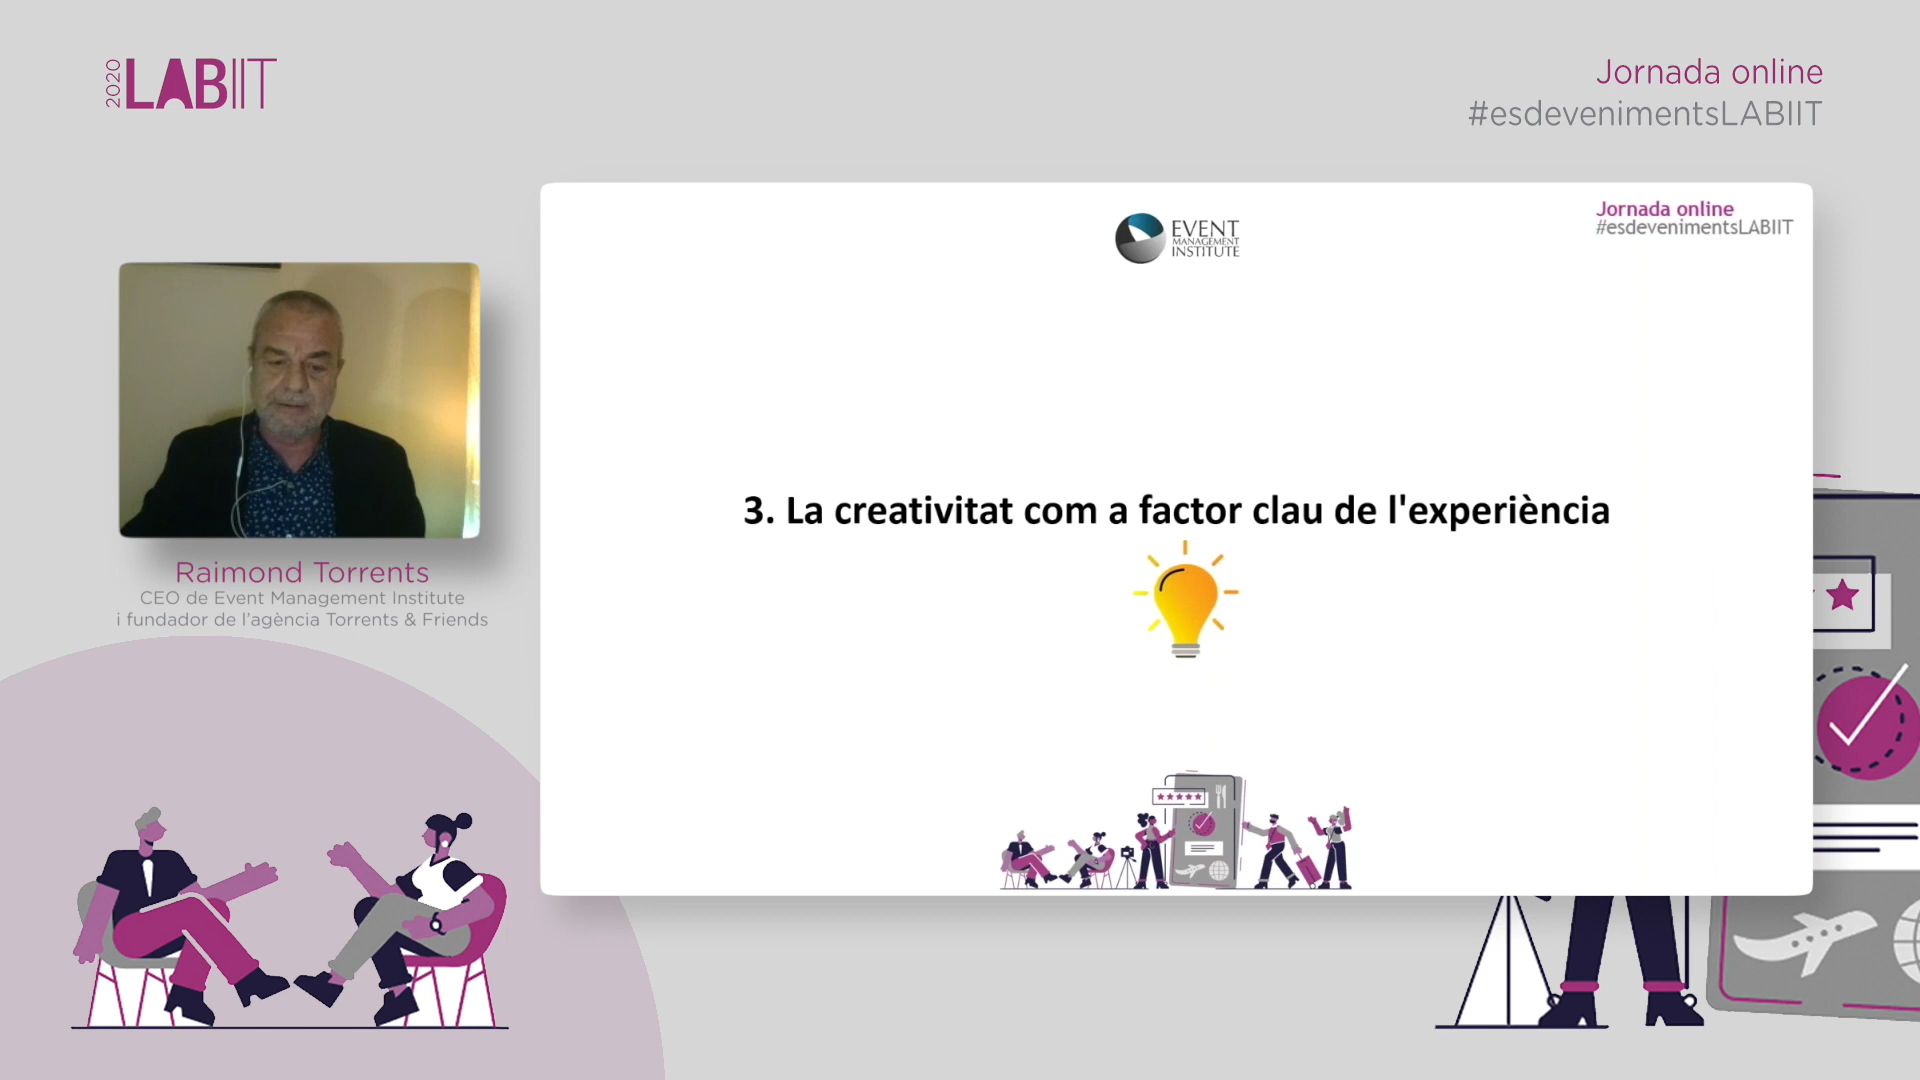 2020 LABIIT
Jornada online
#esdevenimentsLABIIT
EVENT
MANAGEMENT
INSTITUTE
Jornada online
#esdevenimentsLABIIT
3. La creativitat com a factor clau de l'experiència
Raimond Torrents
CEO de Event Management Institute
i fundador de l'agència Torrents & Friends